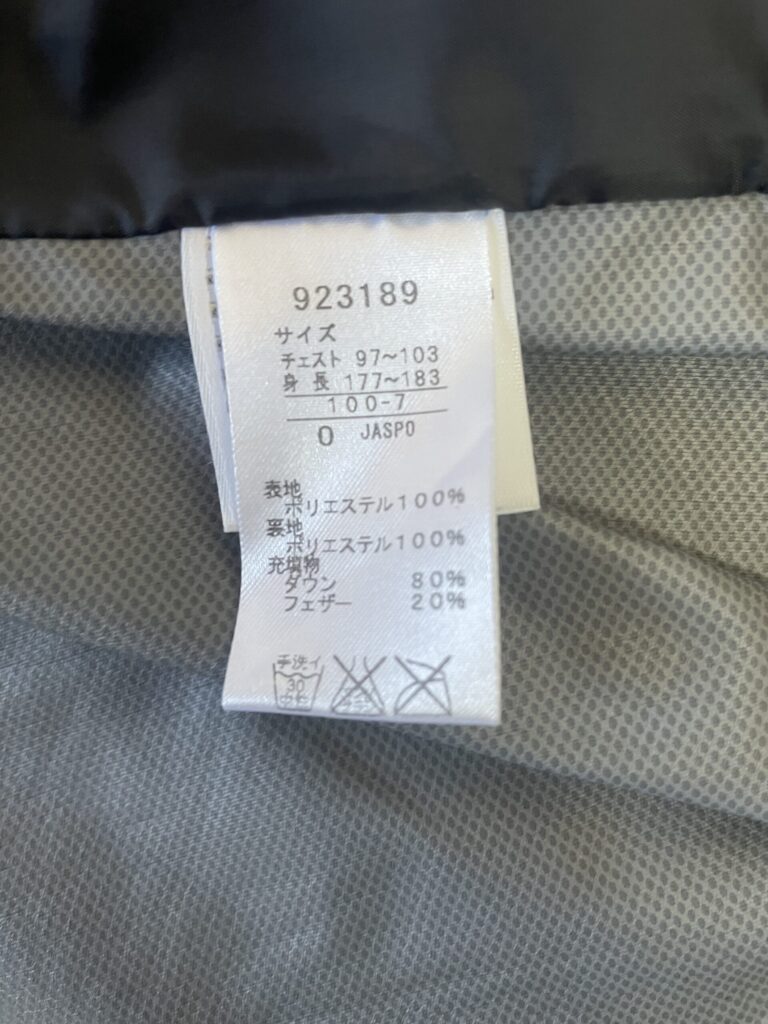 923189
サイズ
チェスト 97~103
身長 177~183
100-7
O JASPO
表地
ポリエステル100%
裏地
ポリエステル100%
充填物
ダウン 80%
フェザー 20%
手洗イ
30